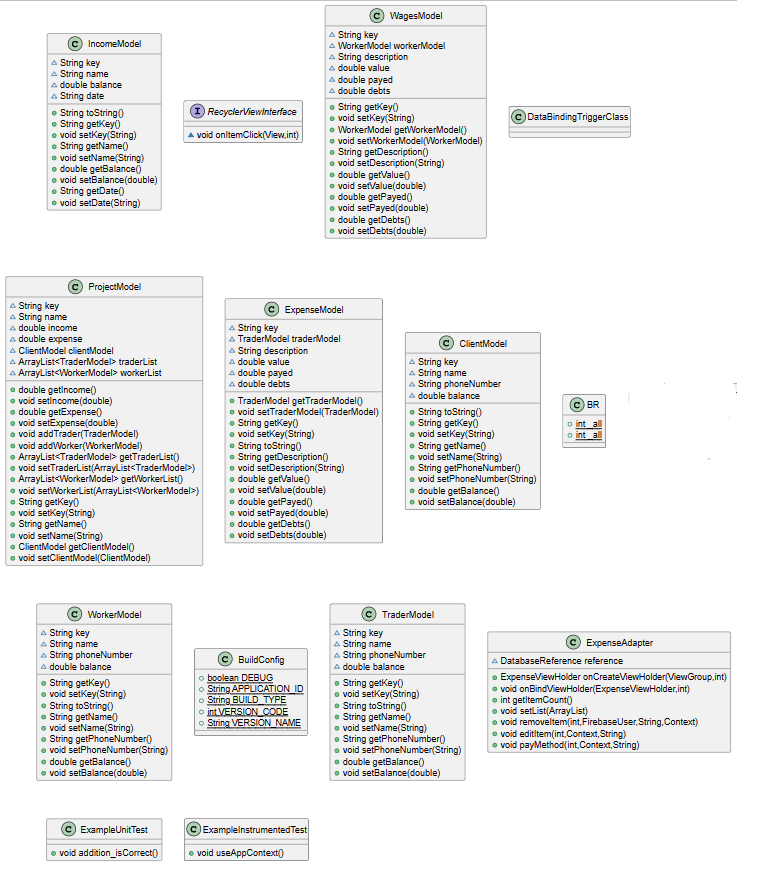 C IncomeModel
String key
String name
double balance
String date
String toString()
String getKey()
void setKey(String)
String getName()
void setName(String)
double getBalance()
void setBalance(double)
String getDate()
void setDate(String)
I RecyclerViewInterface
void onItemClick(View,int)
C WagesModel
String key
WorkerModel workerModel
String description
double value
double payed
double debts
String getKey()
void setKey(String)
WorkerModel getWorkerModel()
void setWorkerModel(WorkerModel)
String getDescription()
void setDescription(String)
double getValue()
void setValue(double)
double getPayed()
void setPayed(double)
double getDebts()
void setDebts(double)
C DataBindingTriggerClass
C ProjectModel
String key
String name
double income
double expense
ClientModel clientModel
ArrayList<TraderModel> traderList
ArrayList<WorkerModel> workerList
double getIncome()
void setIncome(double)
double getExpense()
void setExpense(double)
void addTrader(TraderModel)
void addWorker(WorkerModel)
ArrayList<TraderModel> getTraderList()
void setTraderList(ArrayList<TraderModel>)
ArrayList<WorkerModel> getWorkerList()
void setWorkerList(ArrayList<WorkerModel>)
String getKey()
void setKey(String)
String getName()
void setName(String)
ClientModel getClientModel()
void setClientModel(ClientModel)
C ExpenseModel
String key
TraderModel traderModel
String description
double value
double payed
double debts
TraderModel getTraderModel()
void setTraderModel(TraderModel)
String getKey()
void setKey(String)
String toString()
String getDescription()
void setDescription(String)
double getValue()
void setValue(double)
double getPayed()
void setPayed(double)
double getDebts()
void setDebts(double)
C ClientModel
String key
String name
String phoneNumber
double balance
String toString()
String getKey()
void setKey(String)
String getName()
void setName(String)
String getPhoneNumber()
void setPhoneNumber(String)
double getBalance()
void setBalance(double)
C BR
int _all
int _all
C WorkerModel
String key
String name
String phoneNumber
double balance
String getKey()
void setKey(String)
String toString()
String getName()
void setName(String)
String getPhoneNumber()
void setPhoneNumber(String)
double getBalance()
void setBalance(double)
C BuildConfig
boolean DEBUG
String APPLICATION_ID
String BUILD_TYPE
int VERSION_CODE
String VERSION_NAME
C TraderModel
String key
String name
String phoneNumber
double balance
String getKey()
void setKey(String)
String toString()
String getName()
void setName(String)
String getPhoneNumber()
void setPhoneNumber(String)
double getBalance()
void setBalance(double)
C ExpenseAdapter
DatabaseReference reference
ExpenseViewHolder onCreateViewHolder(ViewGroup,int)
void onBindViewHolder(ExpenseViewHolder,int)
int getItemCount()
void setList(ArrayList)
void removeItem(int,FirebaseUser,String,Context)
void editItem(int,Context,String)
void payMethod(int,Context,String)
C ExampleUnitTest
void addition_isCorrect()
C ExampleInstrumentedTest
void useAppContext()